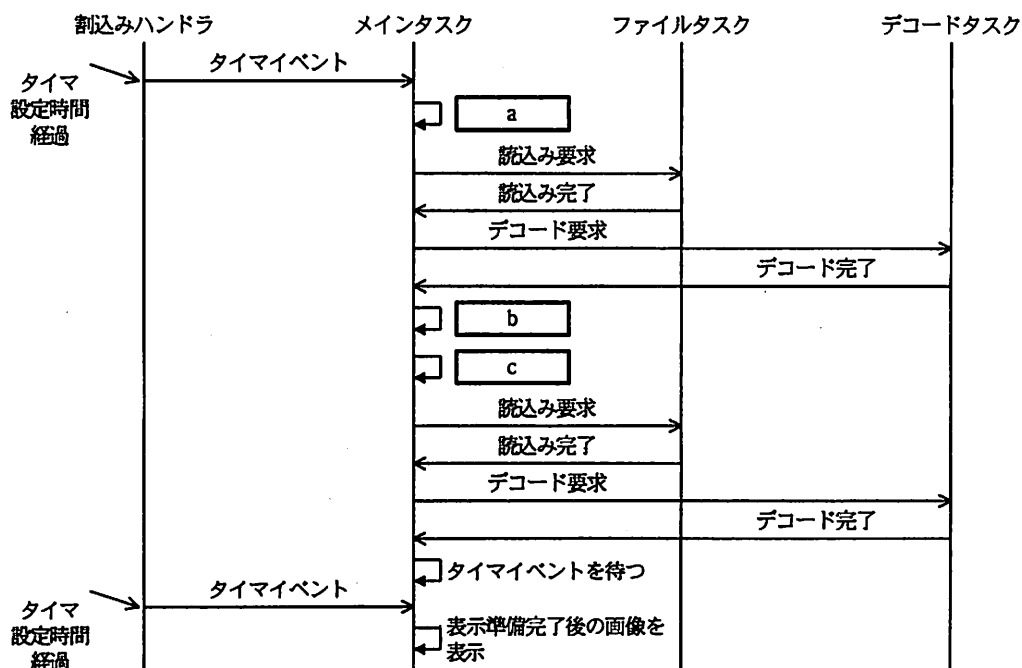 割込みハンドラ
メインタスク
ファイルタスク
デコードタスク
タイマイベント
タイマ
設定時間
経過
a
読込み要求
読込み完了
デコード要求
デコード完了
b
c
読込み要求
読込み完了
デコード要求
デコード完了
タイマイベントを待つ
タイマイベント
タイマ
設定時間
経過
表示準備完了後の画像を
表示